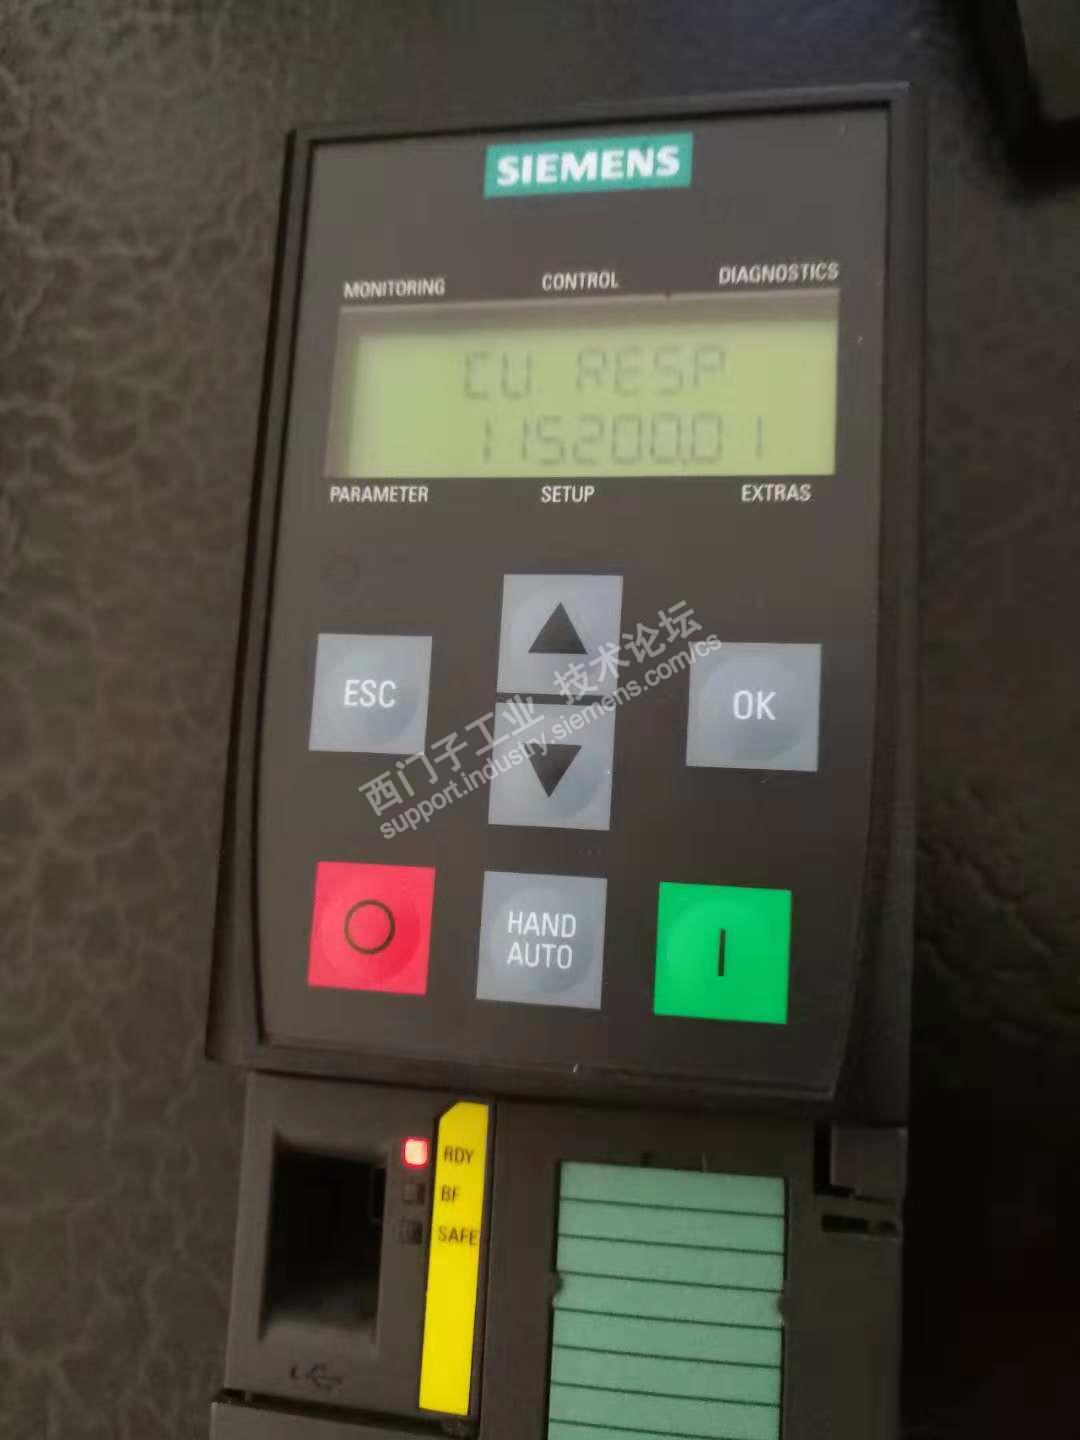 SIEMENS
MONITORING CONTROL DIAGNOSTICS
CU RESP
115200.01
PARAMETER SETUP EXTRAS
ESC
OK
西门子工业 技术论坛
support.industry.siemens.com/cs
HAND
AUTO
RDY
BF
SAFE